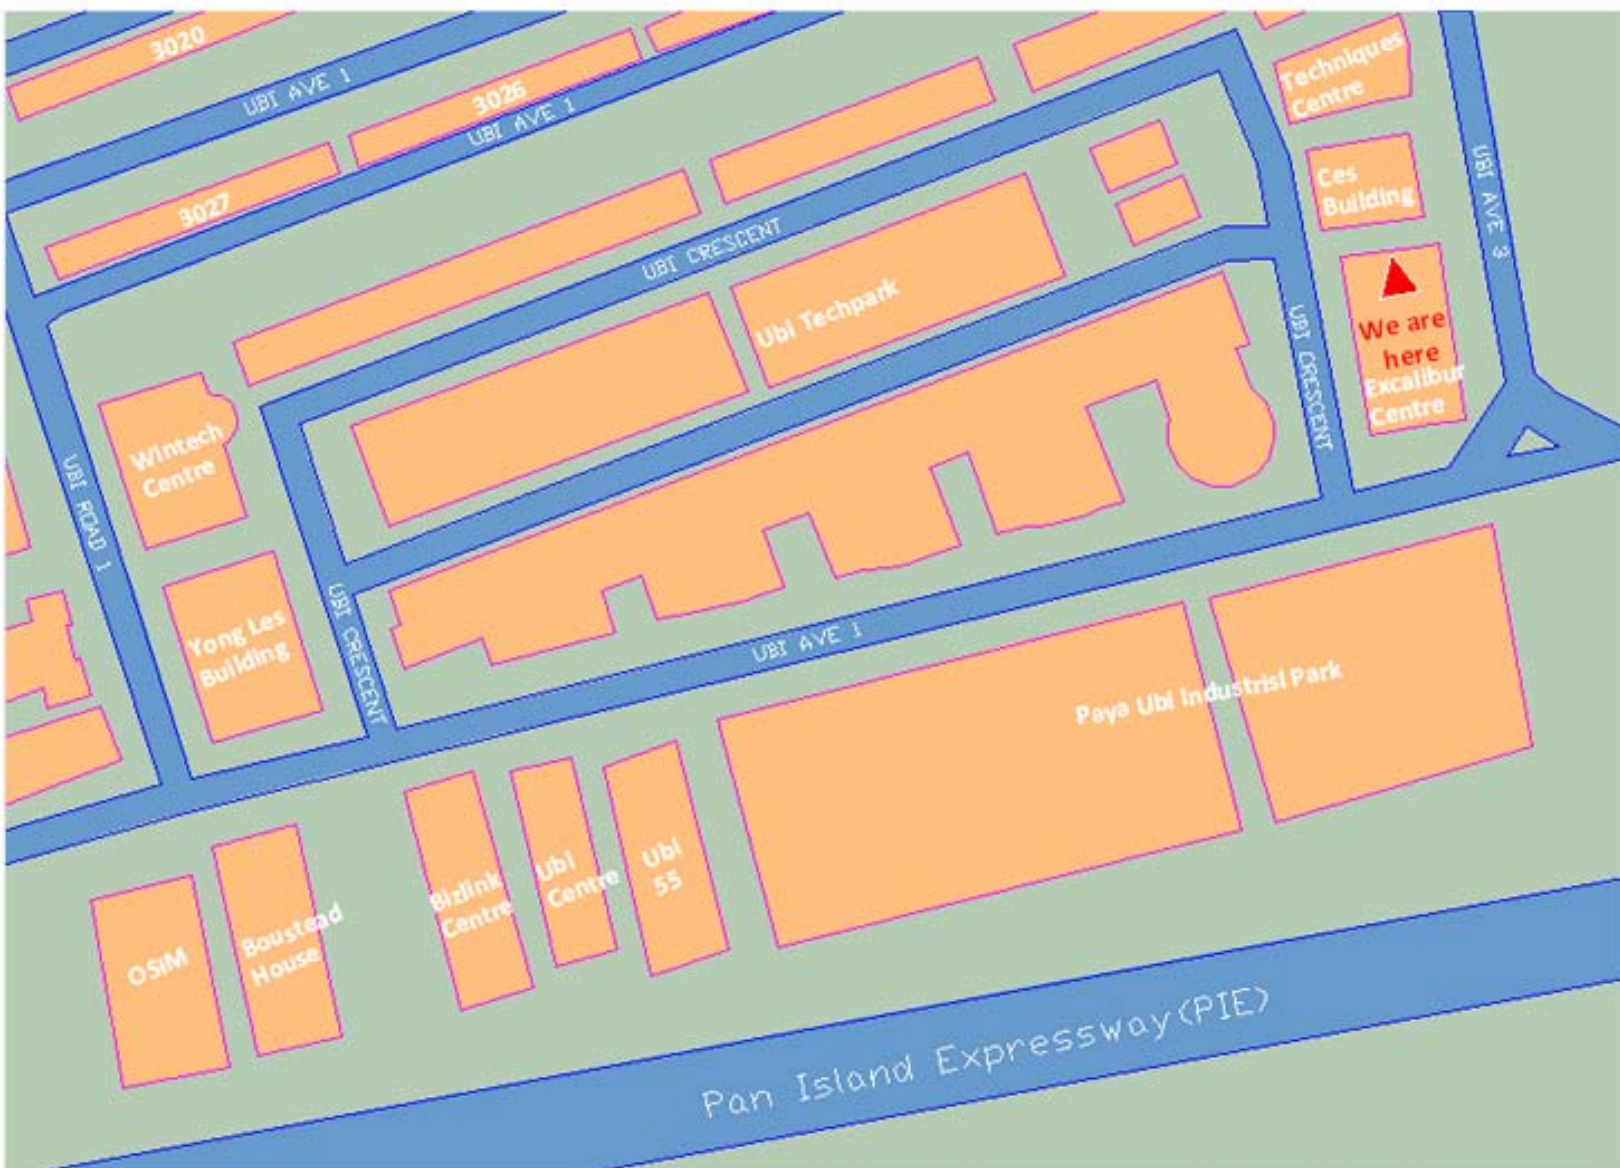 3020
UBI AVE 1
3026
UBI AVE 1
Techniques
Centre
3027
UBI CRESCENT
Ces
Building
UBI AVE 3
Ubi Techpark
We are
here
Excalibur
Centre
UBI CRESCENT
Wintech
Centre
UBI ROAD 1
Yong Les
Building
UBI CRESCENT
UBI AVE 1
Paya Ubi Industrisl Park
Bizlink
Centre
Ubi
Centre
Ubi
55
OSIM
Boustead
House
Pan Island Expressway(PIE)